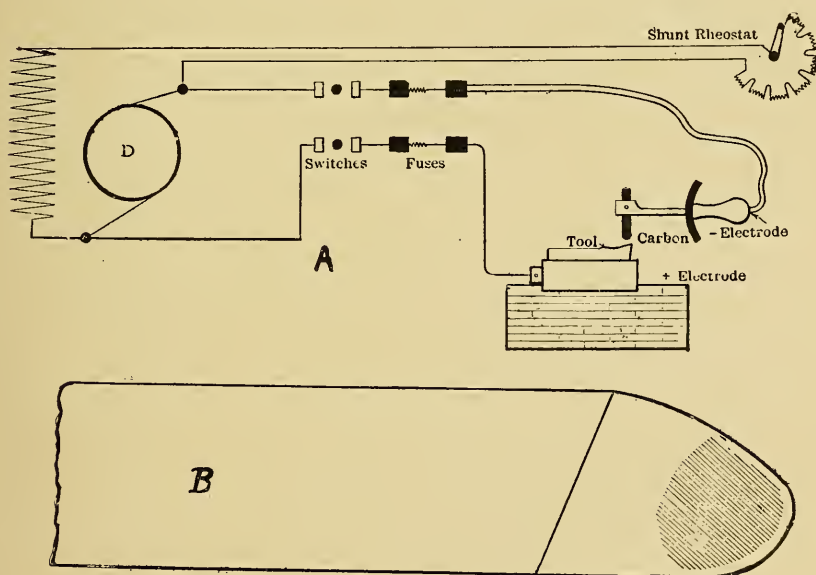 Shunt Rheostat
D
Switches Fuses
A
Tool
Carbon
- Electrode
+ Electrode
B